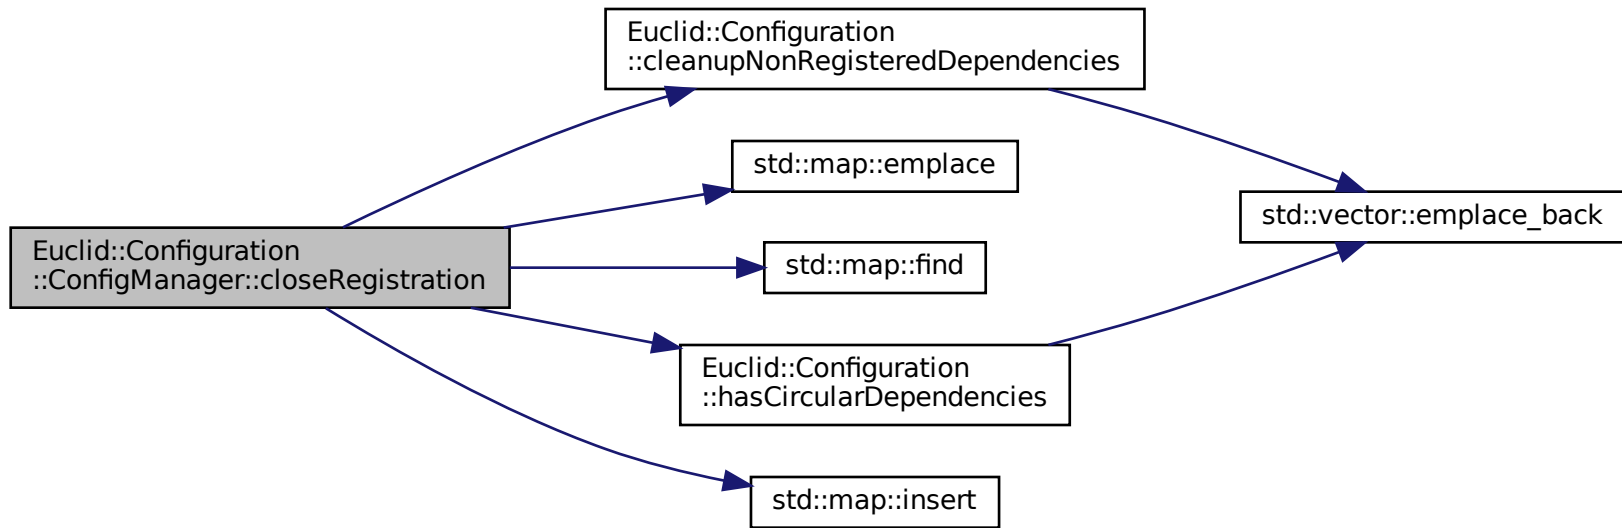 Euclid::Configuration
::cleanupNonRegisteredDependencies
std::map::emplace
std::vector::emplace_back
Euclid::Configuration
::ConfigManager::closeRegistration
std::map::find
Euclid::Configuration
::hasCircularDependencies
std::map::insert